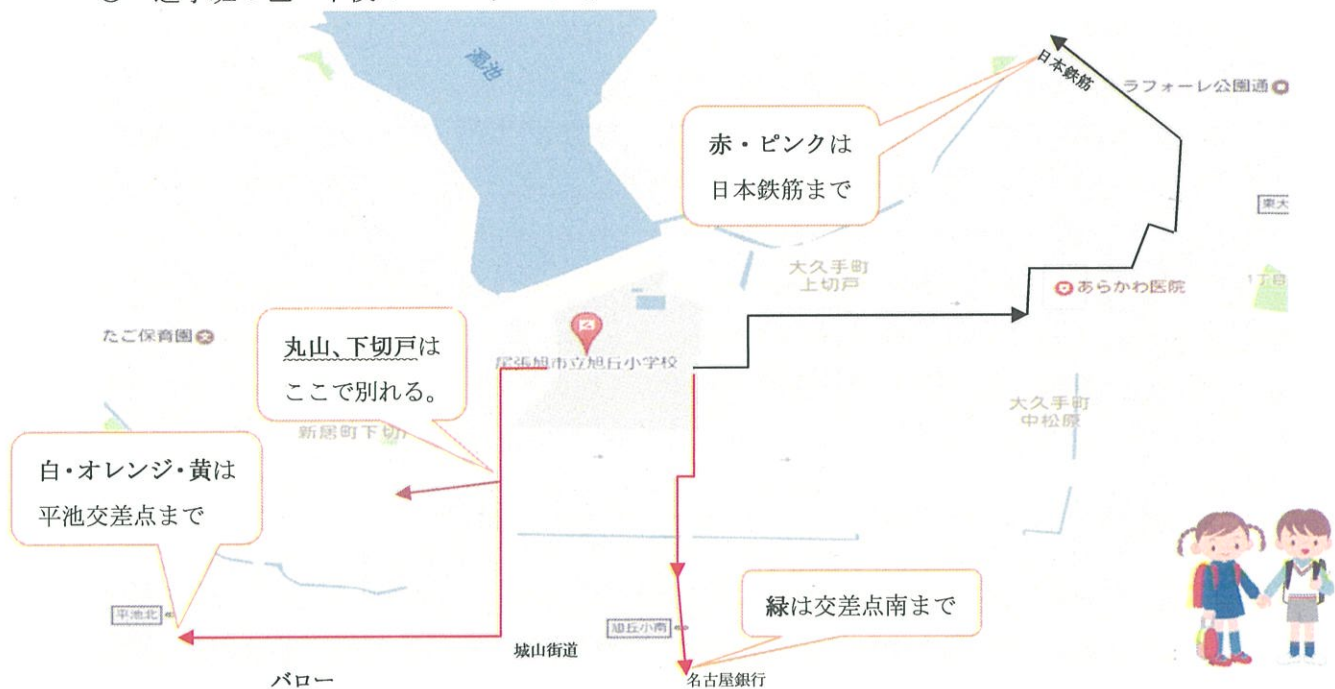 濁池
日本鉄筋
ラフォーレ公園通
赤・ピンクは
日本鉄筋まで
東大
大久手町
上切戸
あらかわ医院
1丁目
たご保育園
丸山、下切戸は
ここで別れる。
尾張旭市立旭丘小学校
大久手町
中松原
新居町下切戸
白・オレンジ・黄は
平池交差点まで
平池北
緑は交差点南まで
旭丘小南
城山街道
バロー
名古屋銀行